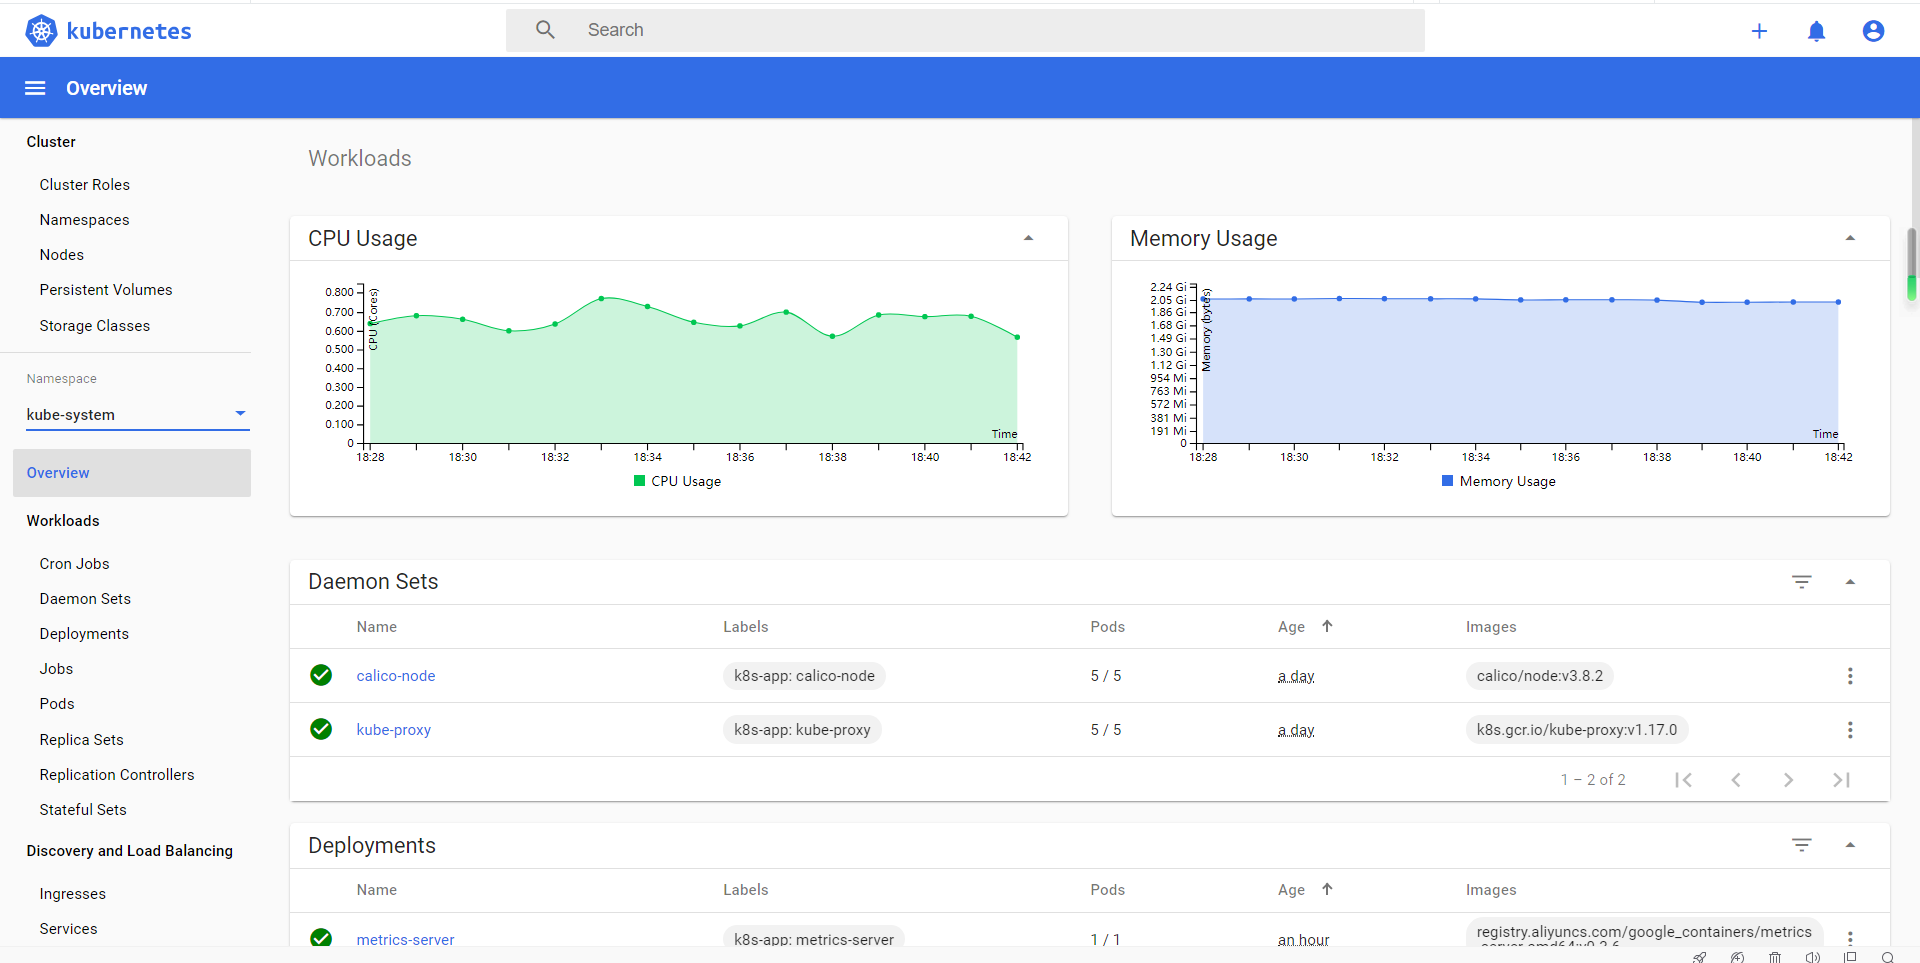 kubernetes
Search
Overview
Cluster
Cluster Roles
Namespaces
Nodes
Persistent Volumes
Storage Classes
Namespace
kube-system
Overview
Workloads
Cron Jobs
Daemon Sets
Deployments
Jobs
Pods
Replica Sets
Replication Controllers
Stateful Sets
Discovery and Load Balancing
Ingresses
Services
Workloads
CPU Usage
0.800
0.700
0.600
0.500
0.400
0.300
0.200
0.100
0
CPU (Cores)
Time
18:28 18:30 18:32 18:34 18:36 18:38 18:40 18:42
CPU Usage
Memory Usage
2.24 Gi
2.05 Gi
1.86 Gi
1.68 Gi
1.49 Gi
1.30 Gi
1.12 Gi
954 Mi
763 Mi
572 Mi
381 Mi
191 Mi
0
Memory (bytes)
Time
18:28 18:30 18:32 18:34 18:36 18:38 18:40 18:42
Memory Usage
Daemon Sets
Name Labels Pods Age Images
calico-node k8s-app: calico-node 5 / 5 a day calico/node:v3.8.2
kube-proxy k8s-app: kube-proxy 5 / 5 a day k8s.gcr.io/kube-proxy:v1.17.0
1 – 2 of 2
Deployments
Name Labels Pods Age Images
metrics-server k8s-app: metrics-server 1 / 1 an hour registry.aliyuncs.com/google_containers/metrics